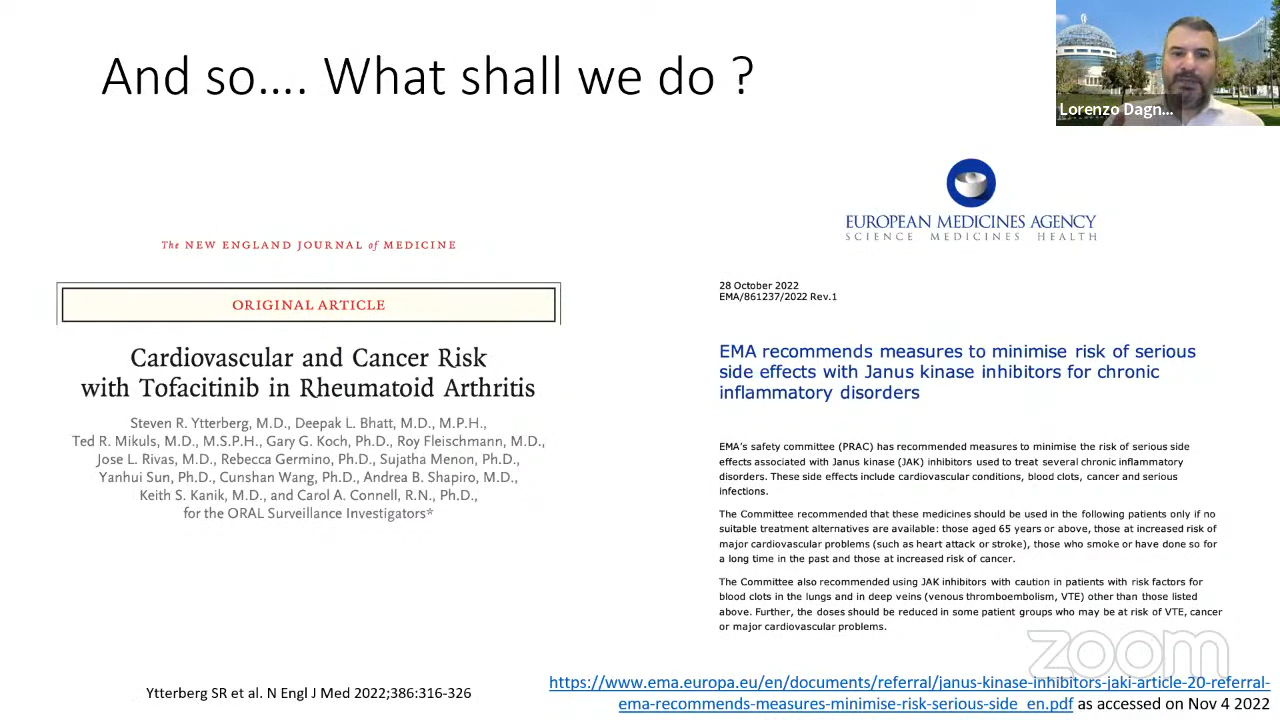 And so.... What shall we do ?
Lorenzo Dagn...
The NEW ENGLAND JOURNAL of MEDICINE
ORIGINAL ARTICLE
Cardiovascular and Cancer Risk
with Tofacitinib in Rheumatoid Arthritis
Steven R. Ytterberg, M.D., Deepak L. Bhatt, M.D., M.P.H.,
Ted R. Mikuls, M.D., M.S.P.H., Gary G. Koch, Ph.D., Roy Fleischmann, M.D.,
Jose L. Rivas, M.D., Rebecca Germino, Ph.D., Sujatha Menon, Ph.D.,
Yanhui Sun, Ph.D., Cunshan Wang, Ph.D., Andrea B. Shapiro, M.D.,
Keith S. Kanik, M.D., and Carol A. Connell, R.N., Ph.D.,
for the ORAL Surveillance Investigators*
Ytterberg SR et al. N Engl J Med 2022;386:316-326
EUROPEAN MEDICINES AGENCY
SCIENCE MEDICINES HEALTH
28 October 2022
EMA/861237/2022 Rev.1
EMA recommends measures to minimise risk of serious
side effects with Janus kinase inhibitors for chronic
inflammatory disorders
EMA's safety committee (PRAC) has recommended measures to minimise the risk of serious side
effects associated with Janus kinase (JAK) inhibitors used to treat several chronic inflammatory
disorders. These side effects include cardiovascular conditions, blood clots, cancer and serious
infections.
The Committee recommended that these medicines should be used in the following patients only if no
suitable treatment alternatives are available: those aged 65 years or above, those at increased risk of
major cardiovascular problems (such as heart attack or stroke), those who smoke or have done so for
a long time in the past and those at increased risk of cancer.
The Committee also recommended using JAK inhibitors with caution in patients with risk factors for
blood clots in the lungs and in deep veins (venous thromboembolism, VTE) other than those listed
above. Further, the doses should be reduced in some patient groups who may be at risk of VTE, cancer
or major cardiovascular problems.
zoom
https://www.ema.europa.eu/en/documents/referral/janus-kinase-inhibitors-jaki-article-20-referral-
ema-recommends-measures-minimise-risk-serious-side_en.pdf as accessed on Nov 4 2022